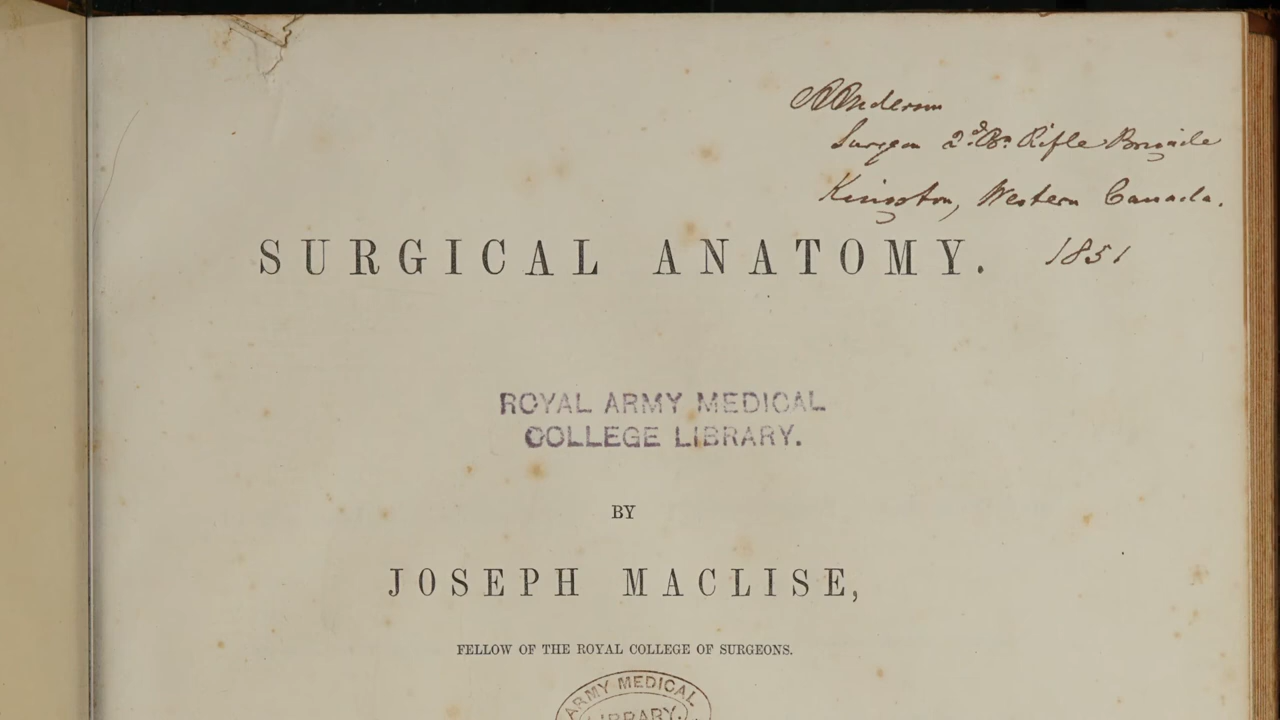 Anderson
Surgeon 2d. Bn. Rifle Brigade
Kingston, Western Canada.
1851
SURGICAL ANATOMY.
ROYAL ARMY MEDICAL
COLLEGE LIBRARY.
BY
JOSEPH MACLISE,
FELLOW OF THE ROYAL COLLEGE OF SURGEONS.
ARMY MEDICAL
LIBRARY.